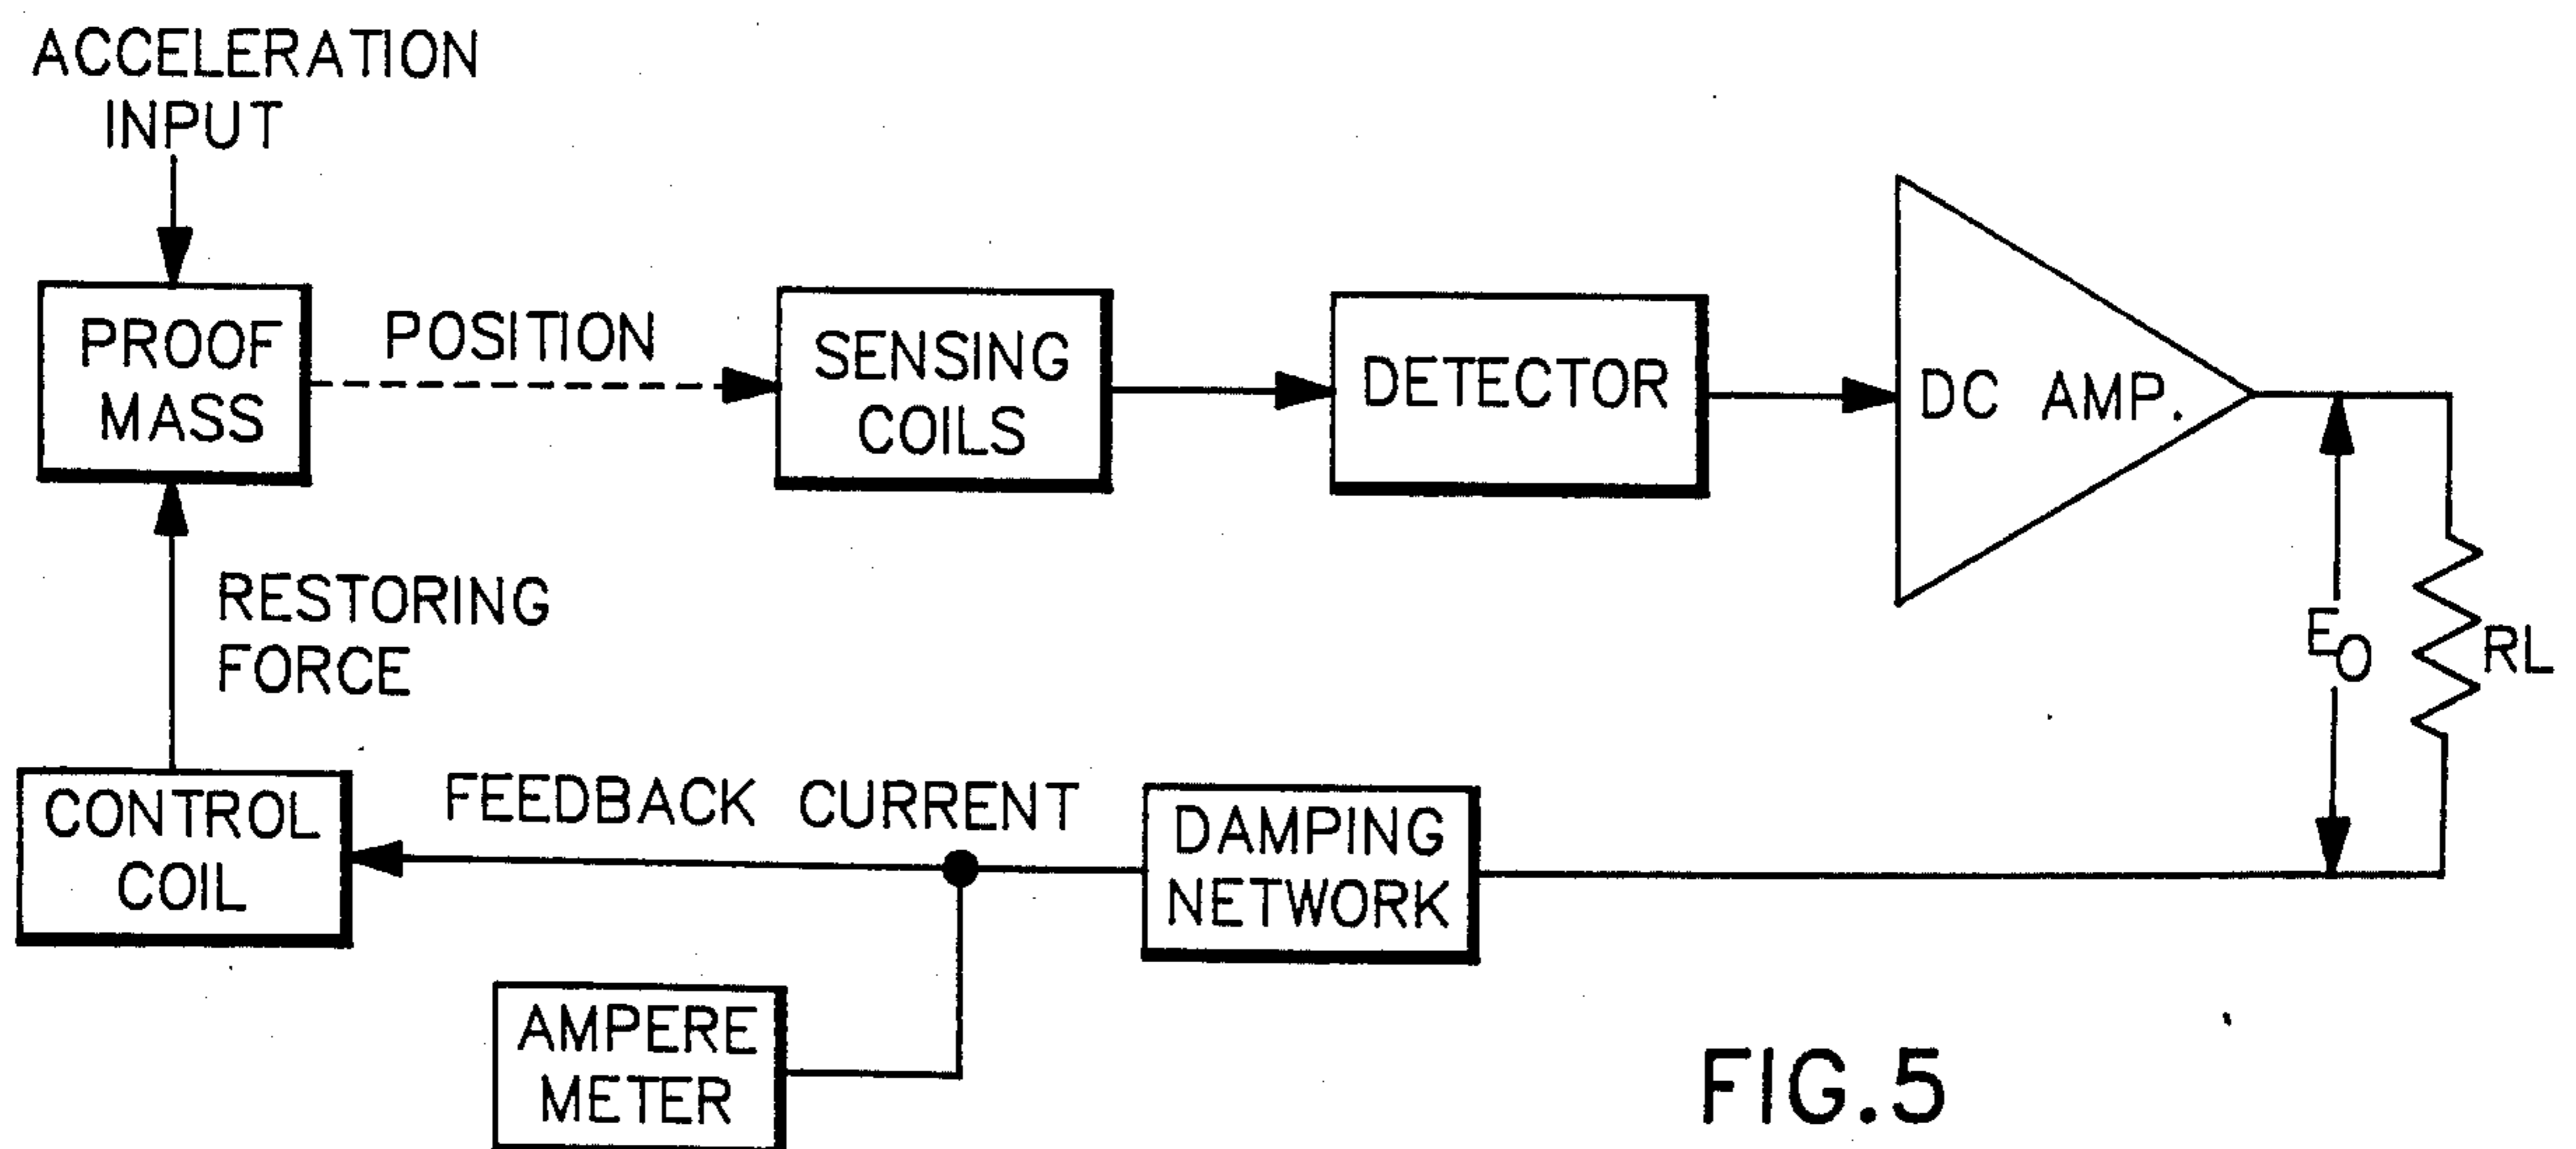 ACCELERATION
INPUT
PROOF
MASS
POSITION
SENSING
COILS
DETECTOR
DC AMP.
EO
RL
RESTORING
FORCE
CONTROL
COIL
FEEDBACK CURRENT
DAMPING
NETWORK
AMPERE
METER
FIG.5